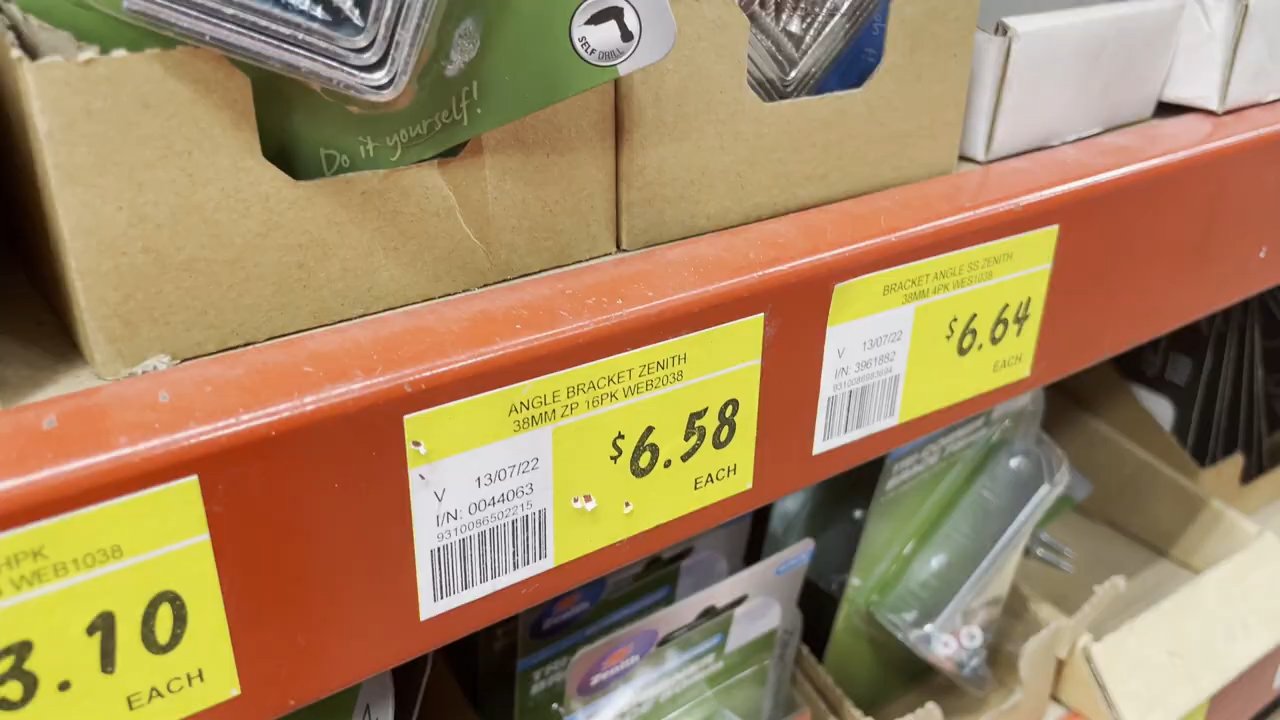 SELF DRILL
Do it yourself!
BRACKET ANGLE SS ZENITH
38MM 4PK WES1038
V 13/07/22
I/N: 3961882
$6.64
EACH
ANGLE BRACKET ZENITH
38MM ZP 16PK WEB2038
V 13/07/22
I/N: 0044063
9310086502215
$6.58
EACH
HPK
WEB1038
3.10
EACH
Zenith